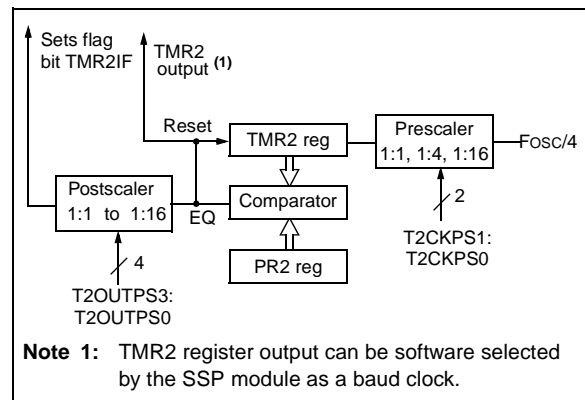 Sets flag
bit TMR2IF
TMR2
output (1)
Reset
TMR2 reg
Prescaler
1:1, 1:4, 1:16
FOSC/4
2
T2CKPS1:
T2CKPS0
Postscaler
1:1 to 1:16
EQ
Comparator
4
T2OUTPS3:
T2OUTPS0
PR2 reg
Note 1: TMR2 register output can be software selected
by the SSP module as a baud clock.